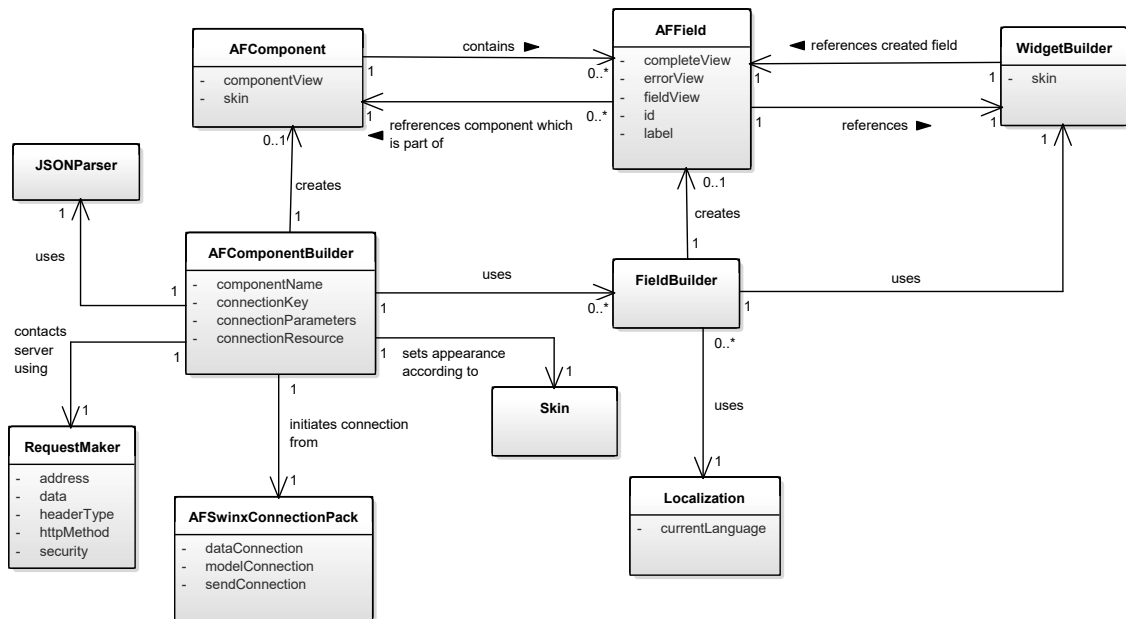 AFComponent
- componentView
- skin
contains ►
1
0..*
AFField
- completeView
- errorView
- fieldView
- id
- label
◄ references created field
1
1
WidgetBuilder
- skin
1
0..*
◄ refrerences component which
is part of
1
1
references ►
0..1
creates
1
JSONParser
1
uses
1
0..1
creates
1
1
AFComponentBuilder
- componentName
- connectionKey
- connectionParameters
- connectionResource
uses
1
0..*
FieldBuilder
uses
1
contacts
server
using
1
1
1
sets appearance
according to
1
Skin
0..*
uses
1
1
initiates connection
from
1
RequestMaker
- address
- data
- headerType
- httpMethod
- security
AFSwinxConnectionPack
- dataConnection
- modelConnection
- sendConnection
Localization
- currentLanguage